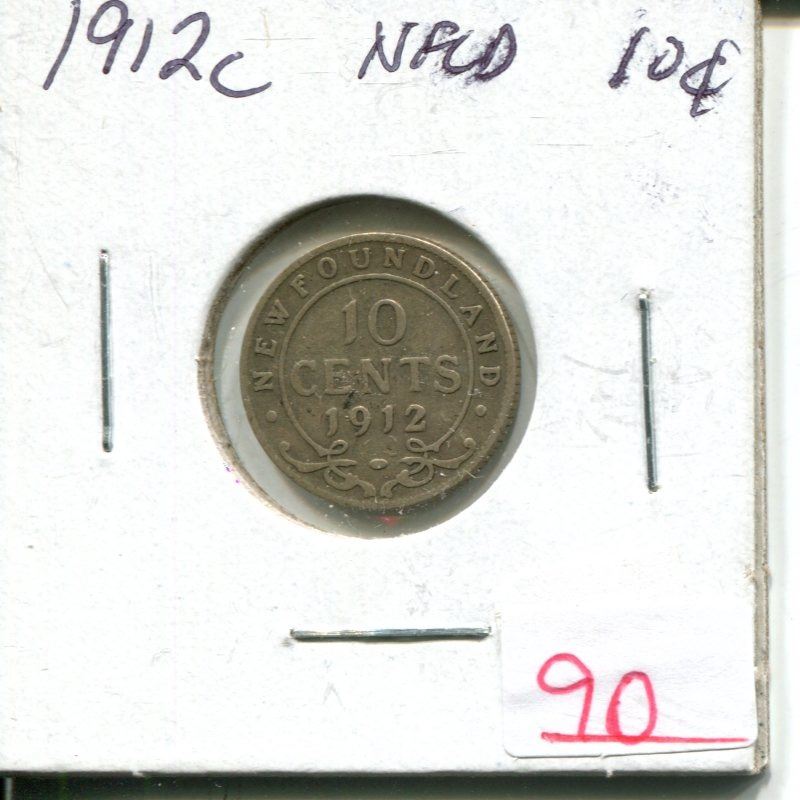 1912c NFLD 10¢
NEWFOUNDLAND
10
CENTS
1912
90